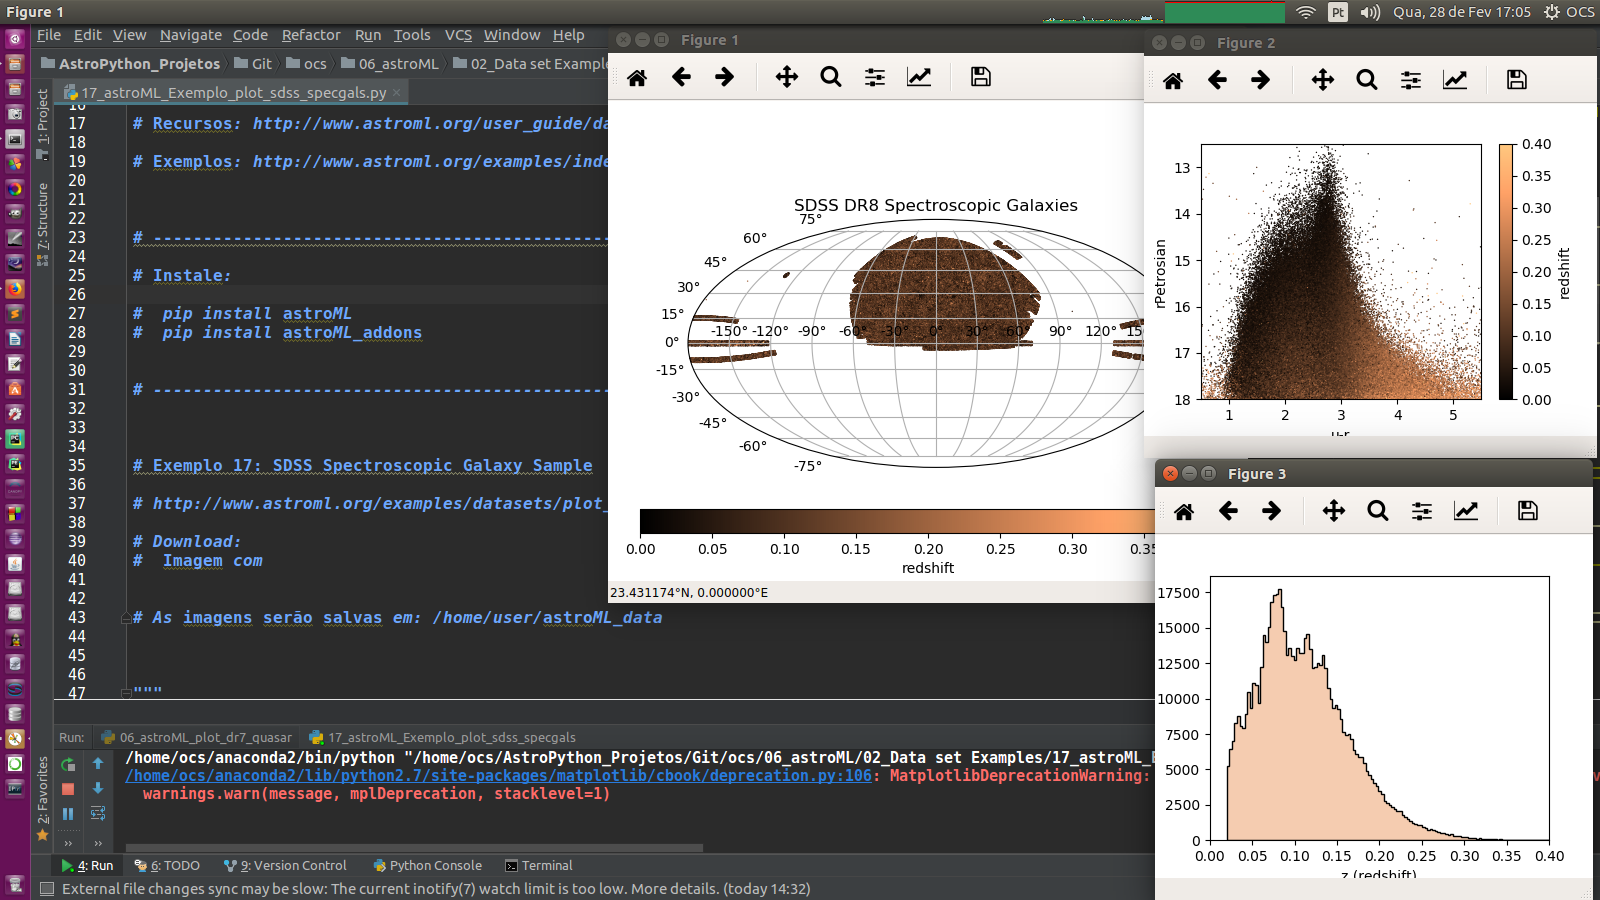 Figure 1
Pt
Qua, 28 de Fev 17:05
OCS
File Edit View Navigate Code Refactor Run Tools VCS Window Help
AstroPython_Projetos Git ocs 06_astroML 02_Data set Example
17_astroML_Exemplo_plot_sdss_specgals.py
1: Project
7: Structure
2: Favorites
16
17 # Recursos: http://www.astroml.org/user_guide/da
18
19 # Exemplos: http://www.astroml.org/examples/inde
20
21
22
23 # ----------------------------------------------
24
25 # Instale:
26
27 #  pip install astroML
28 #  pip install astroML_addons
29
30
31 # ----------------------------------------------
32
33
34
35 # Exemplo 17: SDSS Spectroscopic Galaxy Sample
36
37 # http://www.astroml.org/examples/datasets/plot_
38
39 # Download:
40 #  Imagem com
41
42
43 # As imagens serão salvas em: /home/user/astroML_data
44
45
46
47 """
Figure 1
SDSS DR8 Spectroscopic Galaxies
75°
60°
45°
30°
15°
-150° -120° -90° -60° -30° 0° 30° 60° 90° 120° 15
0°
-15°
-30°
-45°
-60°
-75°
0.00 0.05 0.10 0.15 0.20 0.25 0.30 0.35
redshift
23.431174°N, 0.000000°E
Figure 2
13
14
15
16
17
18
rPetrosian
1 2 3 4 5
u-r
0.40
0.35
0.30
0.25
0.20
0.15
0.10
0.05
0.00
redshift
Figure 3
17500
15000
12500
10000
7500
5000
2500
0
0.00 0.05 0.10 0.15 0.20 0.25 0.30 0.35 0.40
z (redshift)
Run: 06_astroML_plot_dr7_quasar 17_astroML_Exemplo_plot_sdss_specgals
/home/ocs/anaconda2/bin/python "/home/ocs/AstroPython_Projetos/Git/ocs/06_astroML/02_Data set Examples/17_astroML_E
/home/ocs/anaconda2/lib/python2.7/site-packages/matplotlib/cbook/deprecation.py:106: MatplotlibDeprecationWarning:
warnings.warn(message, mplDeprecation, stacklevel=1)
4: Run 6: TODO 9: Version Control Python Console Terminal
External file changes sync may be slow: The current inotify(7) watch limit is too low. More details. (today 14:32)